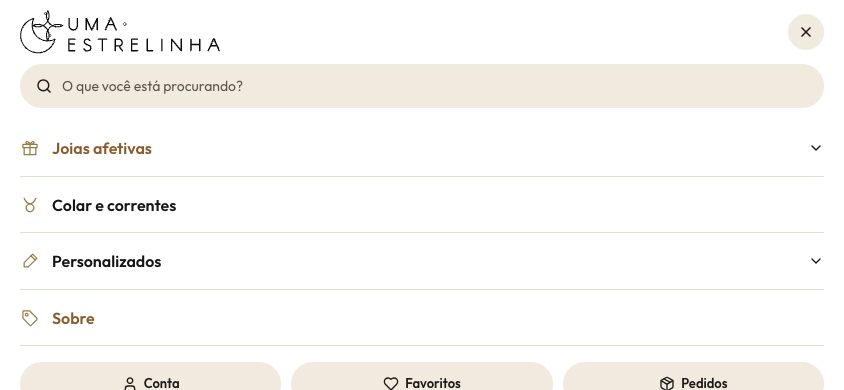 UMA
ESTRELINHA
O que você está procurando?
Joias afetivas
Colar e correntes
Personalizados
Sobre
Conta
Favoritos
Pedidos